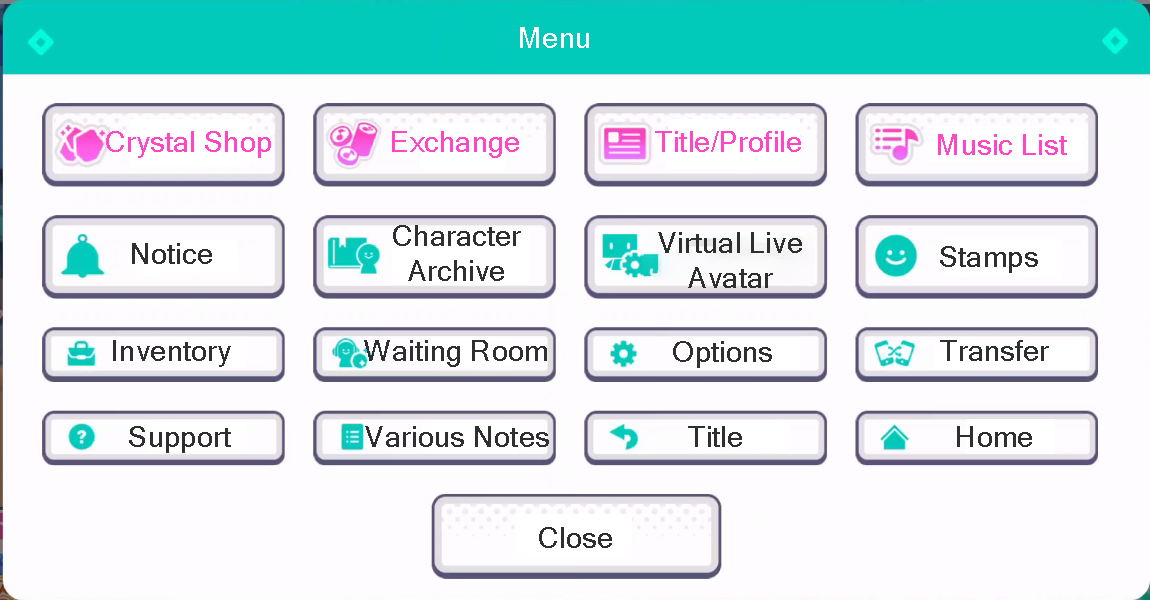 Menu
Crystal Shop
Exchange
Title/Profile
Music List
Notice
Character
Archive
Virtual Live
Avatar
Stamps
Inventory
Waiting Room
Options
Transfer
Support
Various Notes
Title
Home
Close